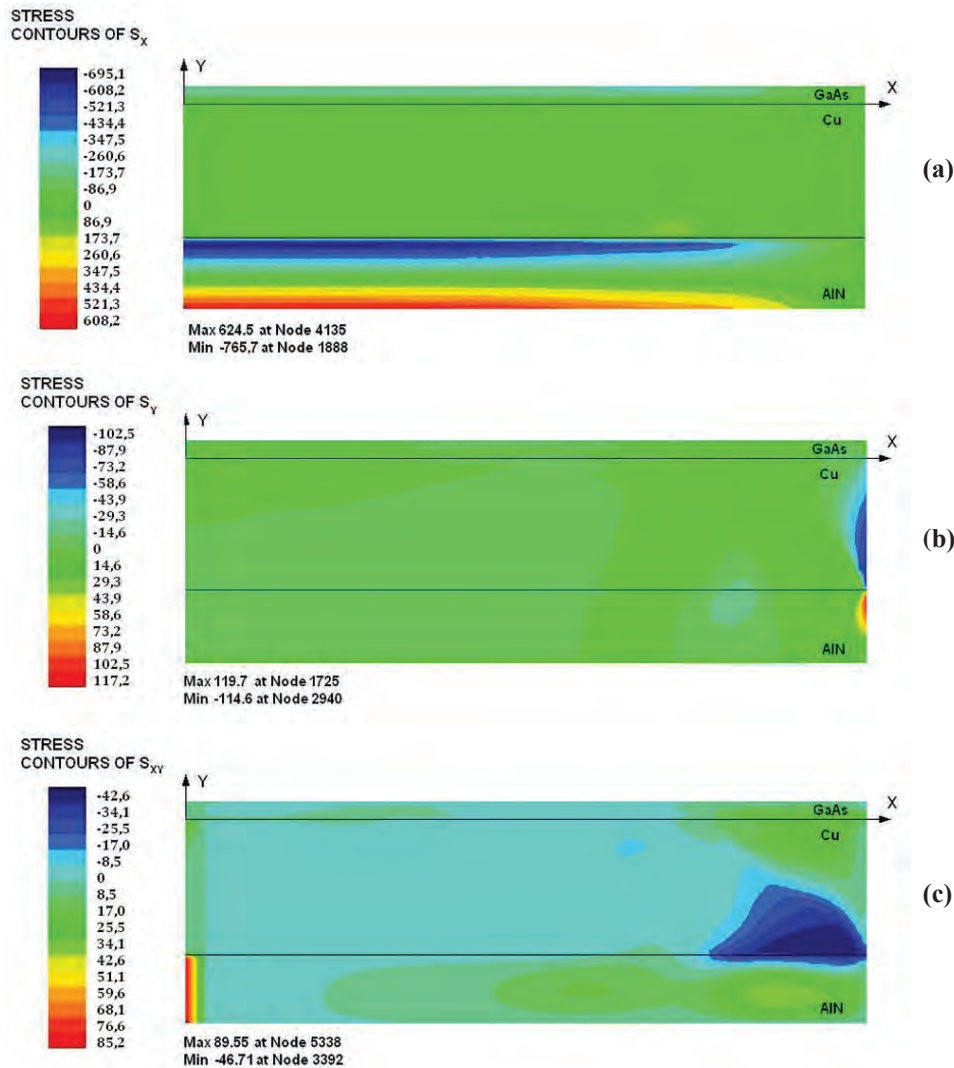 STRESS
CONTOURS OF SX
-695,1
-608,2
-521,3
-434,4
-347,5
-260,6
-173,7
-86,9
0
86,9
173,7
260,6
347,5
434,4
521,3
608,2
Y
X
GaAs
Cu
AlN
(a)
Max 624.5 at Node 4135
Min -765,7 at Node 1888
STRESS
CONTOURS OF SY
-102,5
-87,9
-73,2
-58,6
-43,9
-29,3
-14,6
0
14,6
29,3
43,9
58,6
73,2
87,9
102,5
117,2
Y
X
GaAs
Cu
AlN
(b)
Max 119.7 at Node 1725
Min -114.6 at Node 2940
STRESS
CONTOURS OF SXY
-42,6
-34,1
-25,5
-17,0
-8,5
0
8,5
17,0
25,5
34,1
42,6
51,1
59,6
68,1
76,6
85,2
Y
X
GaAs
Cu
AlN
(c)
Max 89.55 at Node 5338
Min -46.71 at Node 3392